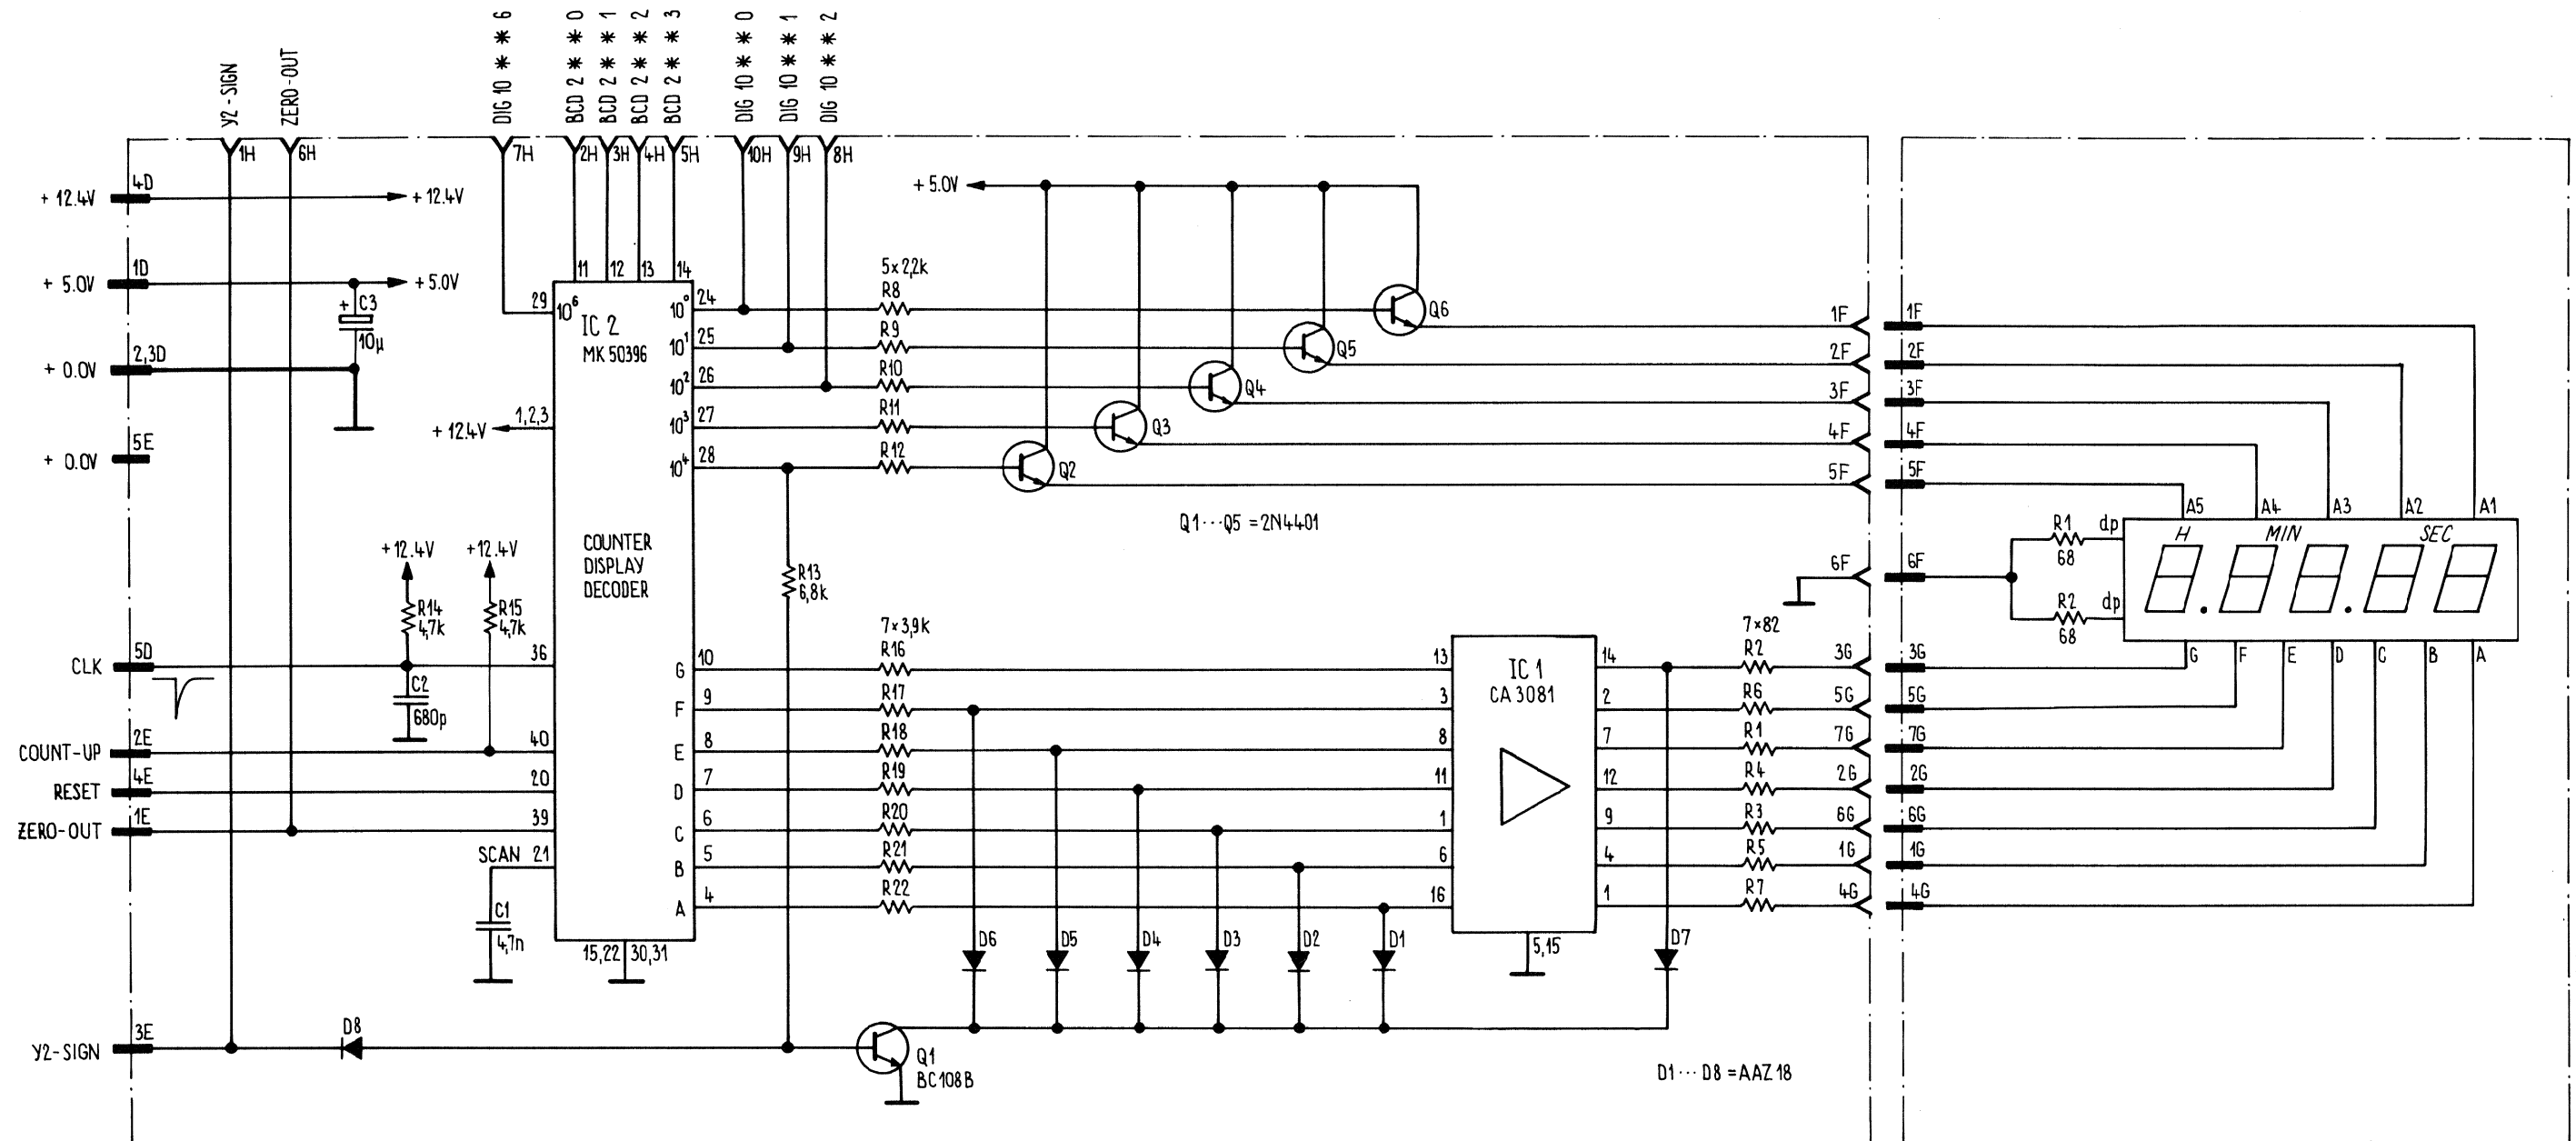 Y2-SIGN
ZERO-OUT
DIG 10 * * 6
BCD 2 * * 0
BCD 2 * * 1
BCD 2 * * 2
BCD 2 * * 3
DIG 10 * * 0
DIG 10 * * 1
DIG 10 * * 2
1H
6H
7H
2H
3H
4H
5H
10H
9H
8H
+ 12.4V
4D
+ 12.4V
+ 5.0V
1D
+ 5.0V
+ C3
10µ
+ 0.0V
2,3D
+ 0.0V
5E
+ 5.0V
11
12
13
14
29
10⁶
IC 2
MK 50396
1,2,3
+ 12.4V
COUNTER
DISPLAY
DECODER
10⁰
24
10¹
25
10²
26
10³
27
10⁴
28
5x2,2k
R8
R9
R10
R11
R12
Q6
Q5
Q4
Q3
Q2
Q1···Q5 = 2N4401
R13
6,8k
+12.4V
+12.4V
R14
4,7k
R15
4,7k
CLK
5D
36
C2
680p
COUNT-UP
2E
40
RESET
4E
20
ZERO-OUT
1E
39
SCAN 21
C1
4,7n
15,22
30,31
Y2-SIGN
3E
D8
Q1
BC108B
G
10
F
9
E
8
D
7
C
6
B
5
A
4
7x3,9k
R16
R17
R18
R19
R20
R21
R22
D6
D5
D4
D3
D2
D1
D7
13
3
8
11
1
6
16
IC 1
CA 3081
5,15
14
2
7
12
9
4
1
7x82
R2
R6
R1
R4
R3
R5
R7
D1···D8 = AAZ18
1F
2F
3F
4F
5F
6F
3G
5G
7G
2G
6G
1G
4G
1F
2F
3F
4F
5F
6F
3G
5G
7G
2G
6G
1G
4G
R1
68
dp
R2
68
dp
A5
A4
A3
A2
A1
H
MIN
SEC
G
F
E
D
C
B
A